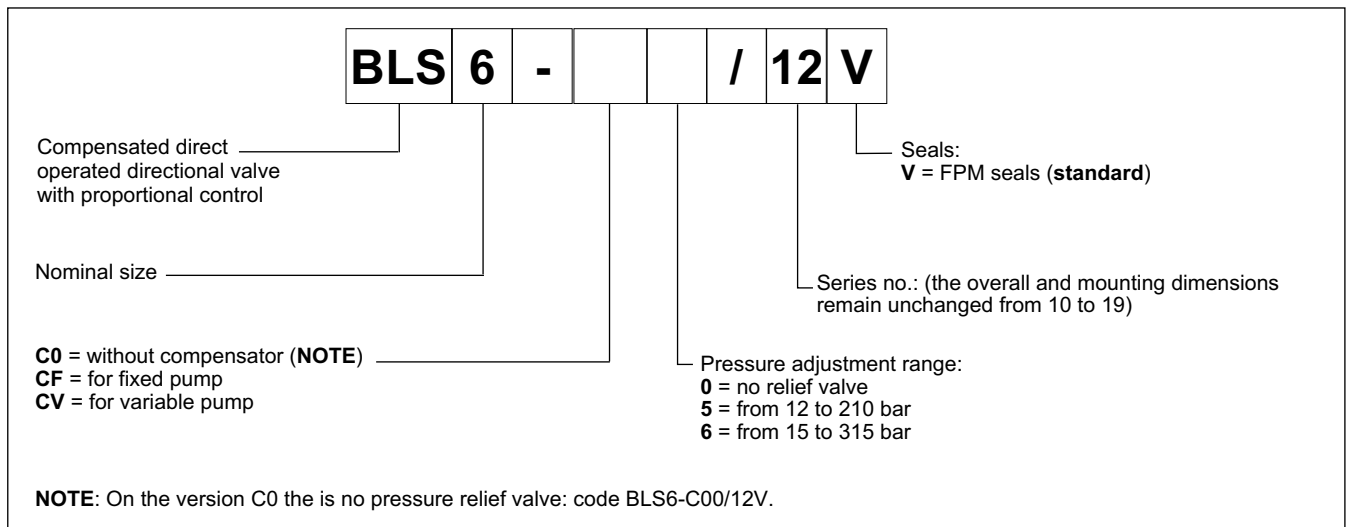 BLS 6 - / 12 V
Compensated direct
operated directional valve
with proportional control
Seals:
V = FPM seals (standard)
Nominal size
Series no.: (the overall and mounting dimensions
remain unchanged from 10 to 19)
C0 = without compensator (NOTE)
CF = for fixed pump
CV = for variable pump
Pressure adjustment range:
0 = no relief valve
5 = from 12 to 210 bar
6 = from 15 to 315 bar
NOTE: On the version C0 the is no pressure relief valve: code BLS6-C00/12V.